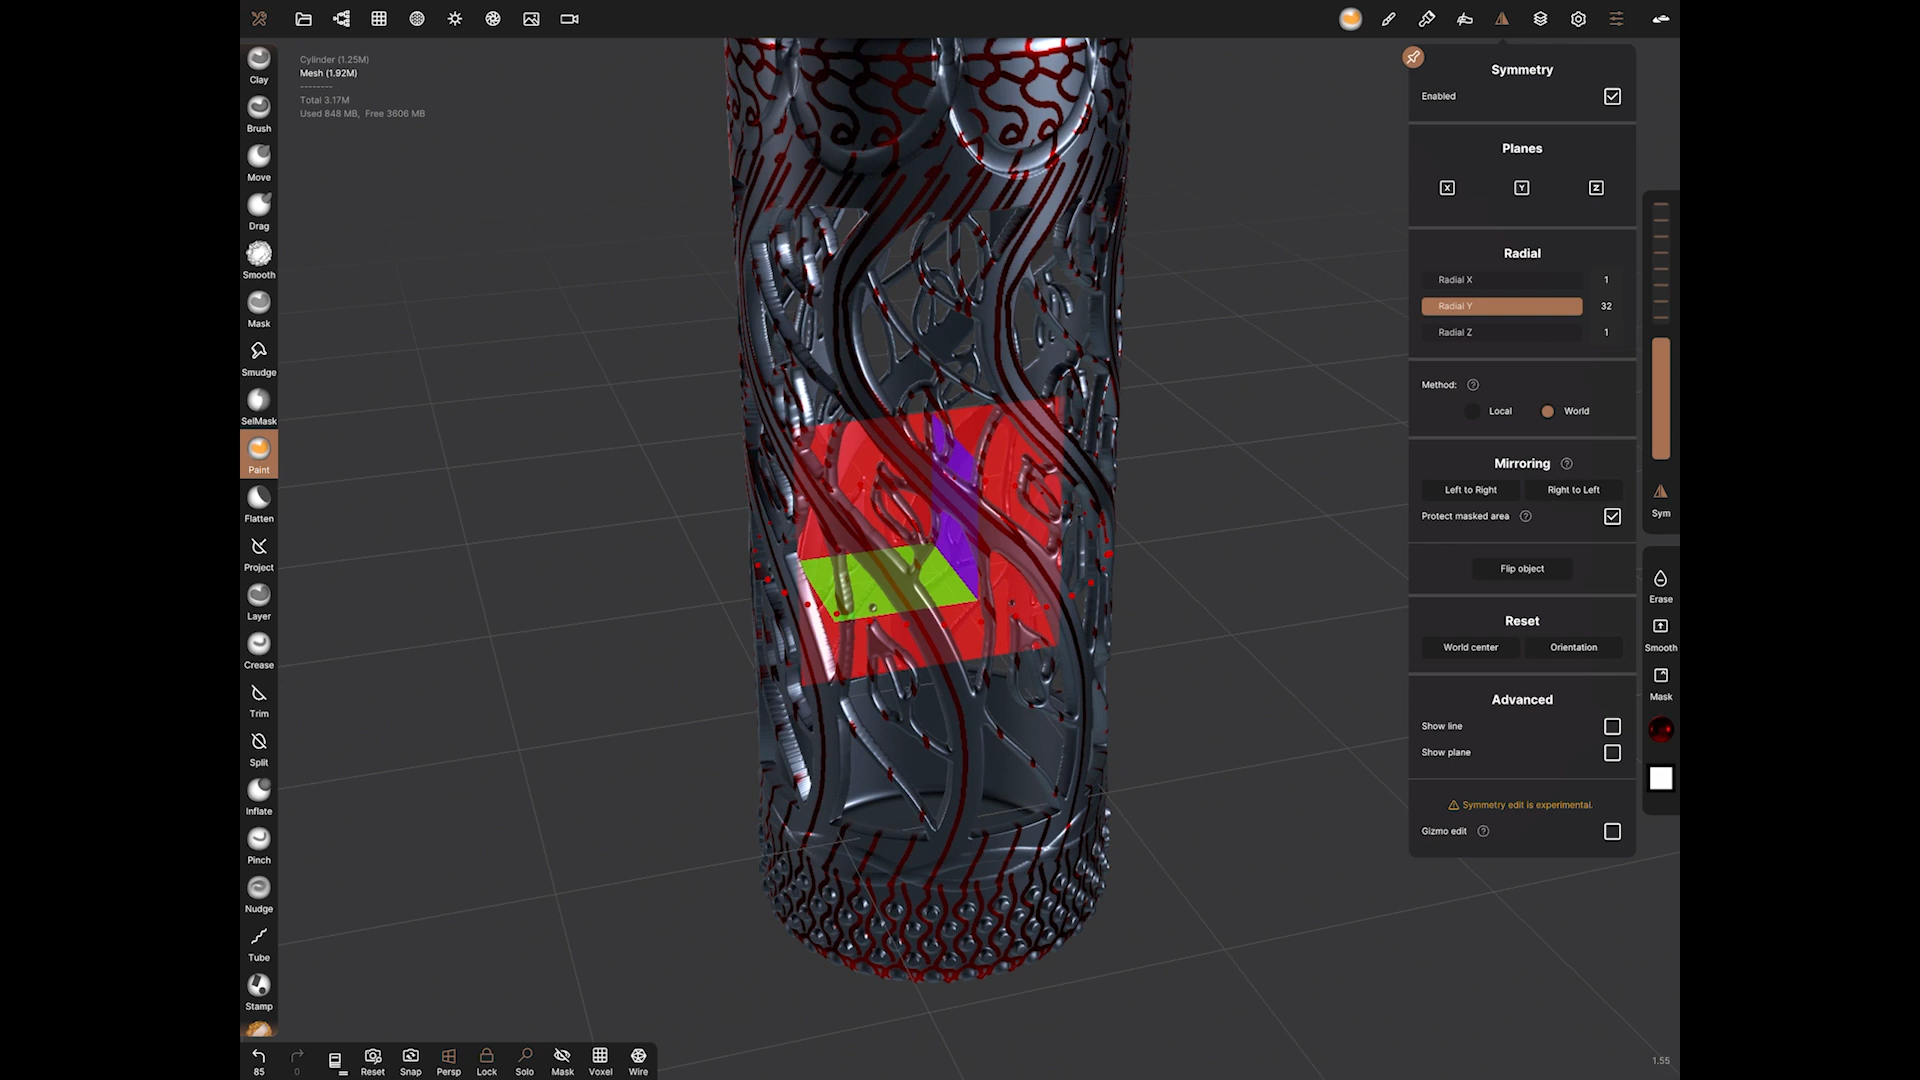 Cylinder (1.25M)
Mesh (1.92M)
--------
Total 3.17M
Used 848 MB, Free 3606 MB
Clay
Brush
Move
Drag
Smooth
Mask
Smudge
SelMask
Paint
Flatten
Project
Layer
Crease
Trim
Split
Inflate
Pinch
Nudge
Tube
Stamp
Symmetry
Enabled
Planes
X Y Z
Radial
Radial X 1
Radial Y 32
Radial Z 1
Method: ?
Local World
Mirroring ?
Left to Right Right to Left
Protect masked area ?
Flip object
Reset
World center Orientation
Advanced
Show line
Show plane
Symmetry edit is experimental.
Gizmo edit ?
Sym
Erase
Smooth
Mask
85 0 Reset Snap Persp Lock Solo Mask Voxel Wire
1.55